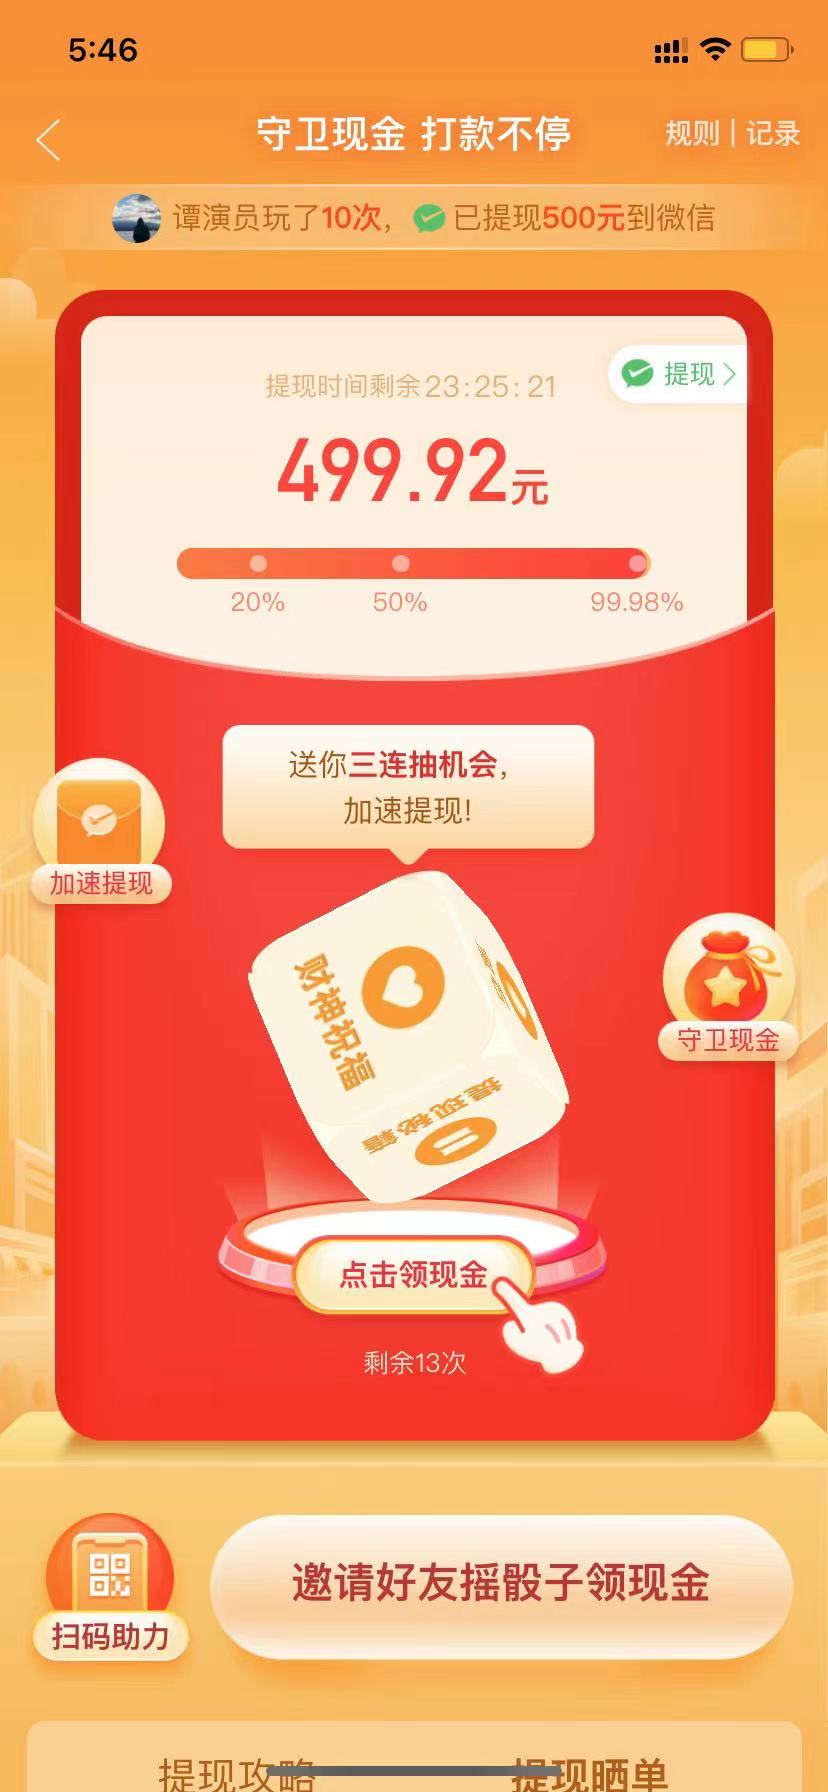 5:46
守卫现金 打款不停
规则 | 记录
谭演员玩了10次, 已提现500元到微信
提现时间剩余23:25:21
提现
499.92元
20%
50%
99.98%
送你三连抽机会,
加速提现!
加速提现
财神祝福
提现秘籍
守卫现金
点击领现金
剩余13次
扫码助力
邀请好友摇骰子领现金
提现攻略
提现晒单